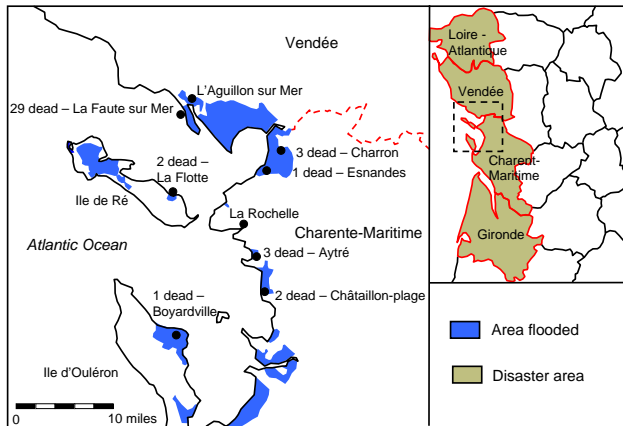 Vendée
L'Aguillon sur Mer
29 dead – La Faute sur Mer
3 dead – Charron
2 dead –
La Flotte
1 dead – Esnandes
Ile de Ré
La Rochelle
Charente-Maritime
Atlantic Ocean
3 dead – Aytré
2 dead – Châtaillon-plage
1 dead –
Boyardville
Ile d'Ouléron
0
10 miles
Loire -
Atlantique
Vendée
Charent-
Maritime
Gironde
Area flooded
Disaster area